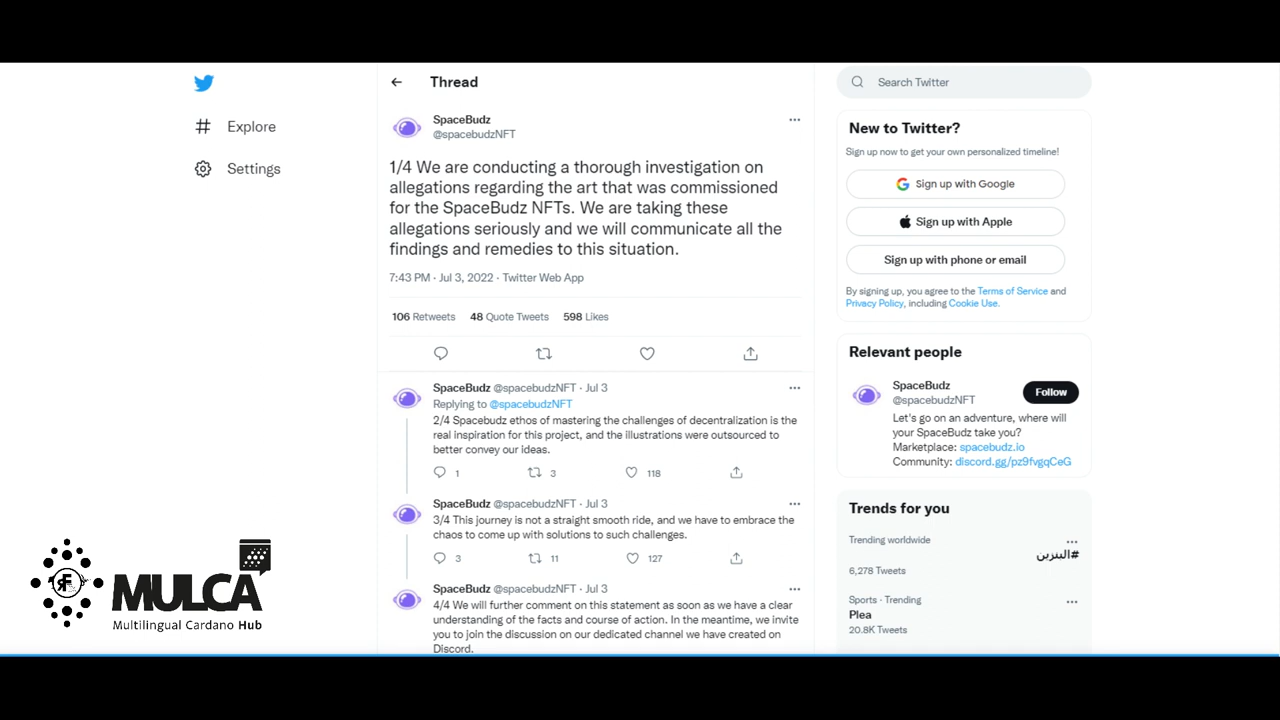 Thread
Search Twitter
Explore
Settings
SpaceBudz
@spacebudzNFT
1/4 We are conducting a thorough investigation on
allegations regarding the art that was commissioned
for the SpaceBudz NFTs. We are taking these
allegations seriously and we will communicate all the
findings and remedies to this situation.
7:43 PM · Jul 3, 2022 · Twitter Web App
106 Retweets 48 Quote Tweets 598 Likes
SpaceBudz @spacebudzNFT · Jul 3
Replying to @spacebudzNFT
2/4 Spacebudz ethos of mastering the challenges of decentralization is the
real inspiration for this project, and the illustrations were outsourced to
better convey our ideas.
1 3 118
SpaceBudz @spacebudzNFT · Jul 3
3/4 This journey is not a straight smooth ride, and we have to embrace the
chaos to come up with solutions to such challenges.
3 11 127
SpaceBudz @spacebudzNFT · Jul 3
4/4 We will further comment on this statement as soon as we have a clear
understanding of the facts and course of action. In the meantime, we invite
you to join the discussion on our dedicated channel we have created on
Discord.
New to Twitter?
Sign up now to get your own personalized timeline!
Sign up with Google
Sign up with Apple
Sign up with phone or email
By signing up, you agree to the Terms of Service and
Privacy Policy, including Cookie Use.
Relevant people
SpaceBudz
@spacebudzNFT
Follow
Let's go on an adventure, where will
your SpaceBudz take you?
Marketplace: spacebudz.io
Community: discord.gg/pz9fvgqCeG
Trends for you
Trending worldwide
#البنزين
6,278 Tweets
Sports · Trending
Plea
20.8K Tweets
MULCA
Multilingual Cardano Hub